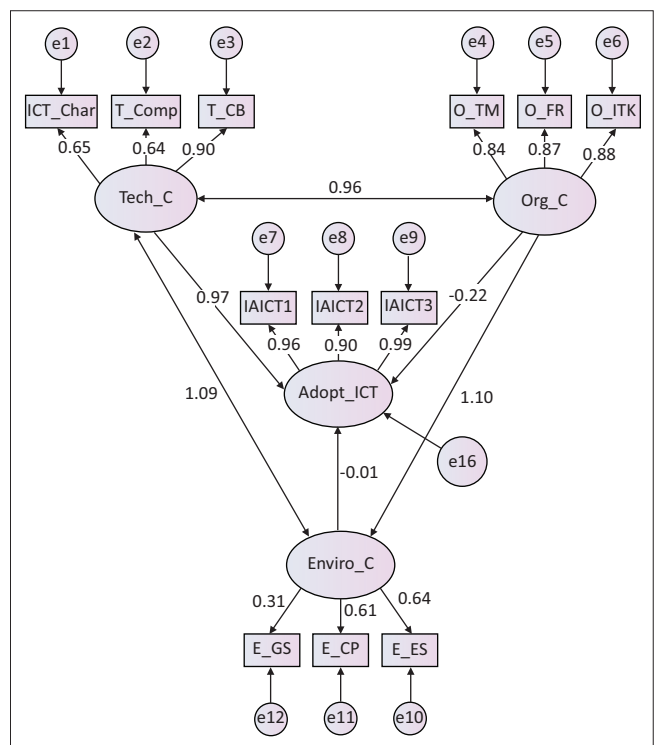 e1 e2 e3 e4 e5 e6
ICT_Char T_Comp T_CB O_TM O_FR O_ITK
0.65 0.64 0.90 0.84 0.87 0.88
Tech_C 0.96 Org_C
e7 e8 e9
0.97 IAICT1 IAICT2 IAICT3 -0.22
0.96 0.90 0.99
1.09 Adopt_ICT 1.10
e16
-0.01
Enviro_C
0.31 0.61 0.64
E_GS E_CP E_ES
e12 e11 e10